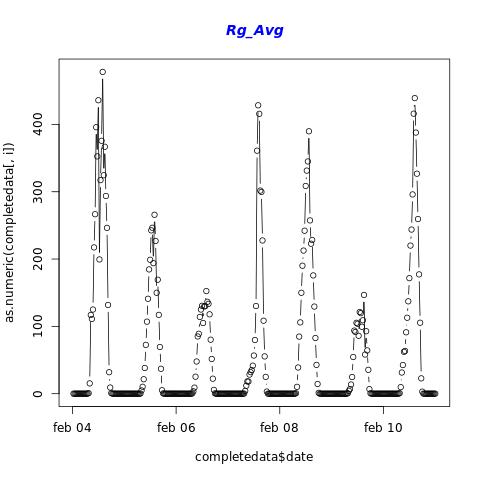 Rg_Avg
as.numeric(completedata[, i])
400
300
200
100
0
feb 04
feb 06
feb 08
feb 10
completedata$date